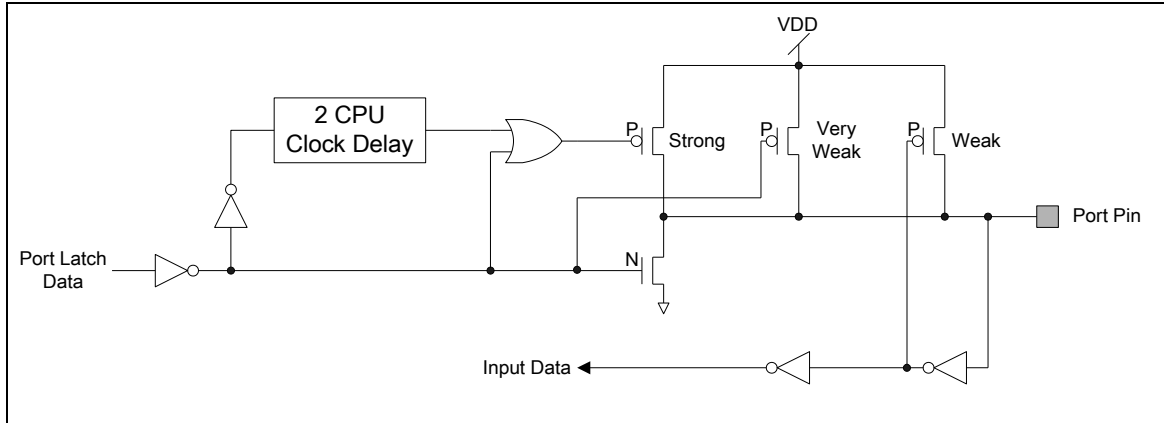 VDD
2 CPU
Clock Delay
P
Strong
P
Very
Weak
P
Weak
Port Pin
Port Latch
Data
N
Input Data